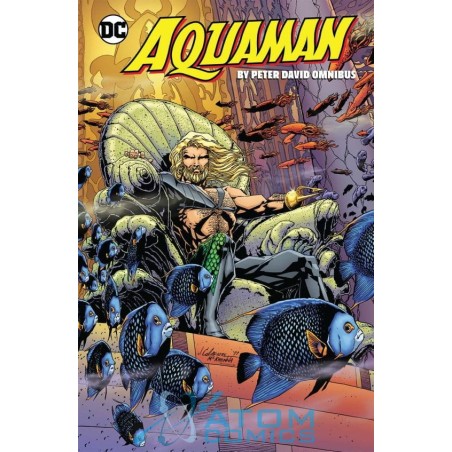 DC
AQUAMAN
BY PETER DAVID OMNIBUS
ATOM
COMICS